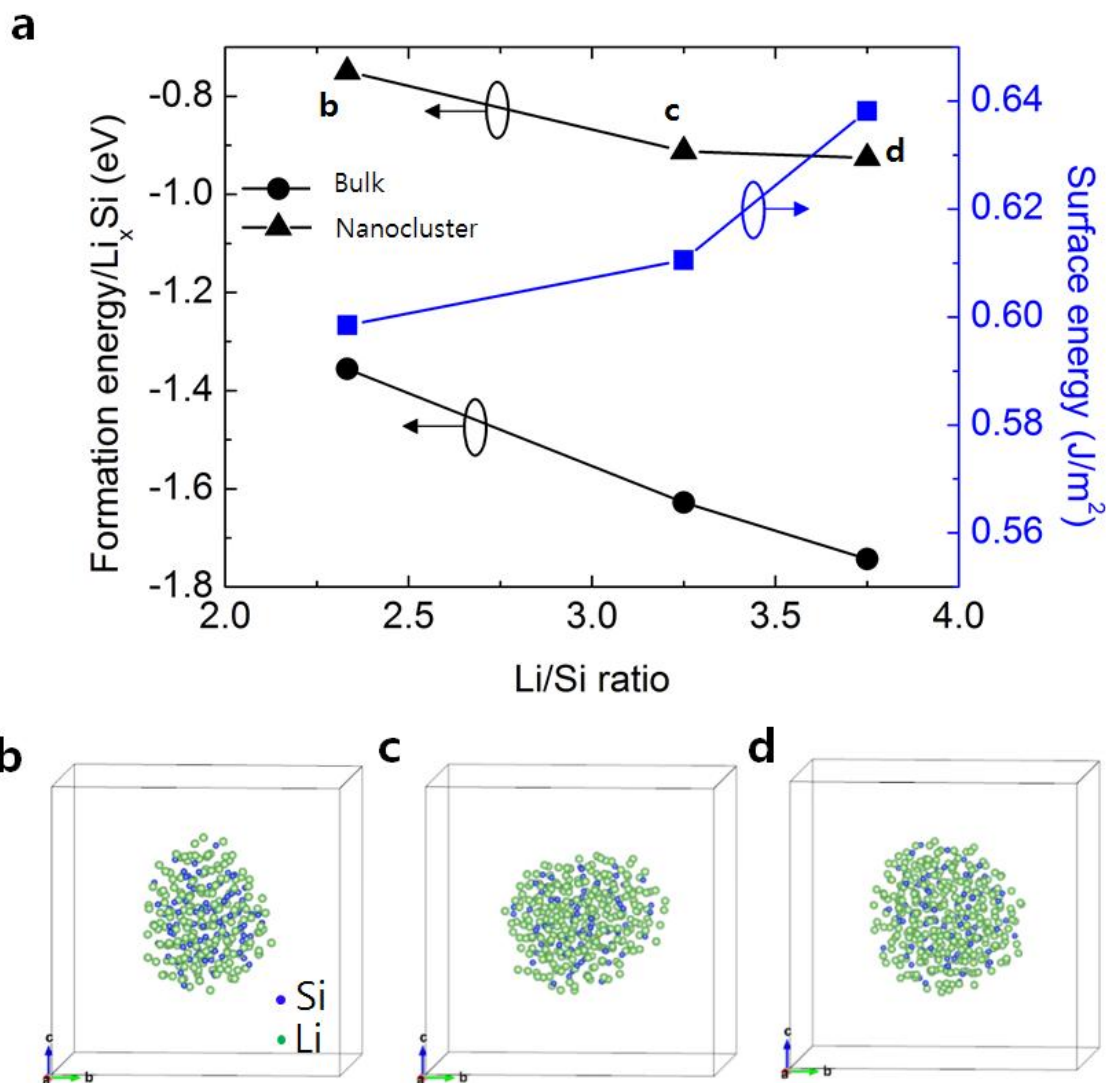 a
Formation energy/LiₓSi (eV)
-0.8
-1.0
-1.2
-1.4
-1.6
-1.8
b
c
d
Bulk
Nanocluster
0.64
0.62
0.60
0.58
0.56
Surface energy (J/m²)
2.0 2.5 3.0 3.5 4.0
Li/Si ratio
b
c
d
Si
Li
c
a
b
c
a
b
c
a
b